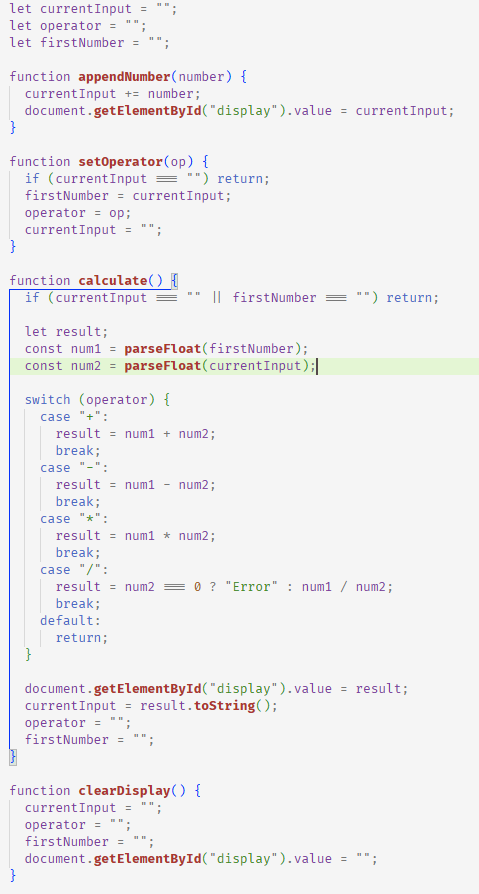 let currentInput = "";
let operator = "";
let firstNumber = "";

function appendNumber(number) {
  currentInput += number;
  document.getElementById("display").value = currentInput;
}

function setOperator(op) {
  if (currentInput === "") return;
  firstNumber = currentInput;
  operator = op;
  currentInput = "";
}

function calculate() {
  if (currentInput === "" || firstNumber === "") return;

  let result;
  const num1 = parseFloat(firstNumber);
  const num2 = parseFloat(currentInput);

  switch (operator) {
    case "+":
      result = num1 + num2;
      break;
    case "-":
      result = num1 - num2;
      break;
    case "*":
      result = num1 * num2;
      break;
    case "/":
      result = num2 === 0 ? "Error" : num1 / num2;
      break;
    default:
      return;
  }

  document.getElementById("display").value = result;
  currentInput = result.toString();
  operator = "";
  firstNumber = "";
}

function clearDisplay() {
  currentInput = "";
  operator = "";
  firstNumber = "";
  document.getElementById("display").value = "";
}